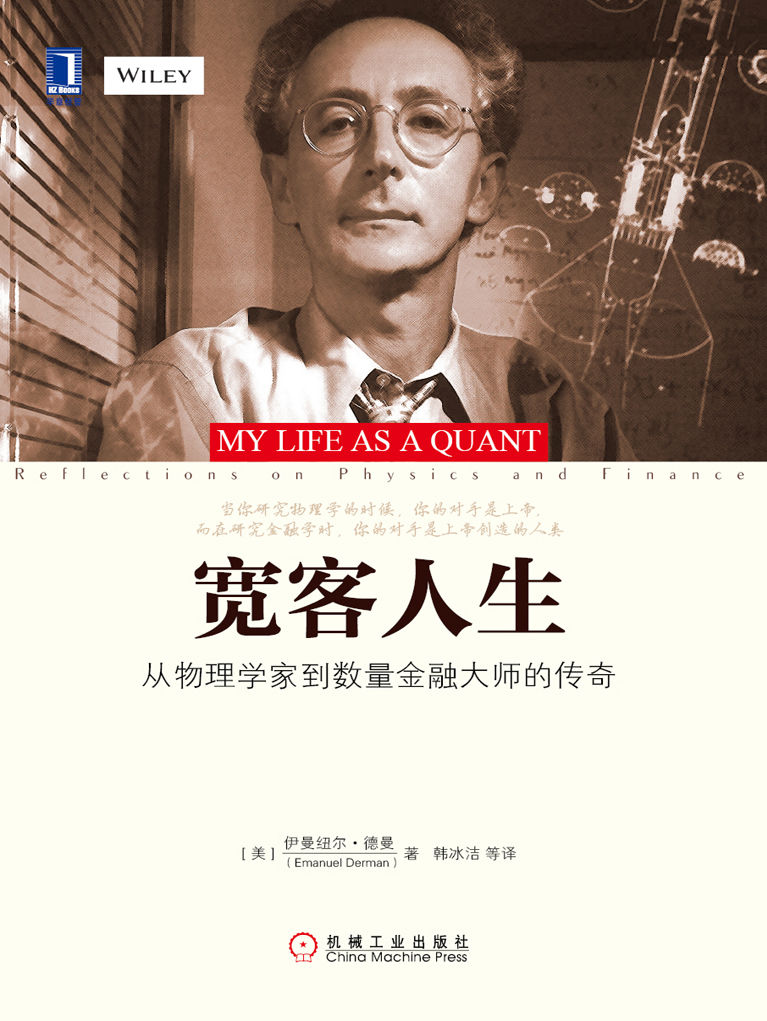 HZ BOOKS
WILEY
MY LIFE AS A QUANT
Reflections on Physics and Finance
当你研究物理学的时候，你的对手是上帝，
而在研究金融学时，你的对手是上帝创造的人类
宽客人生
从物理学家到数量金融大师的传奇
[美] 伊曼纽尔·德曼 著 韩冰洁 等译
(Emanuel Derman)
机械工业出版社
China Machine Press